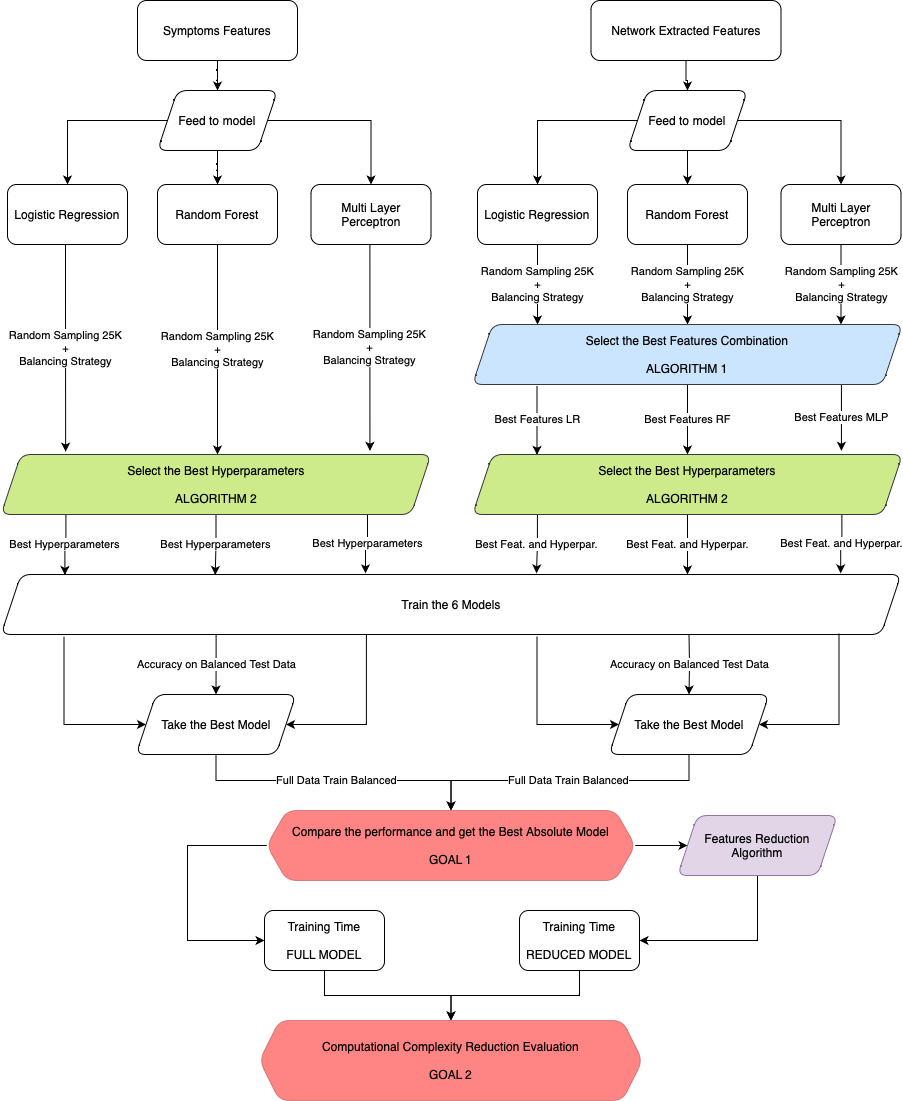 Symptoms Features
Network Extracted Features
Feed to model
Feed to model
Logistic Regression
Random Forest
Multi Layer
Perceptron
Logistic Regression
Random Forest
Multi Layer
Perceptron
Random Sampling 25K
+
Balancing Strategy
Random Sampling 25K
+
Balancing Strategy
Random Sampling 25K
+
Balancing Strategy
Random Sampling 25K
+
Balancing Strategy
Random Sampling 25K
+
Balancing Strategy
Random Sampling 25K
+
Balancing Strategy
Select the Best Features Combination
ALGORITHM 1
Best Features LR
Best Features RF
Best Features MLP
Select the Best Hyperparameters
ALGORITHM 2
Select the Best Hyperparameters
ALGORITHM 2
Best Hyperparameters
Best Hyperparameters
Best Hyperparameters
Best Feat. and Hyperpar.
Best Feat. and Hyperpar.
Best Feat. and Hyperpar.
Train the 6 Models
Accuracy on Balanced Test Data
Accuracy on Balanced Test Data
Take the Best Model
Take the Best Model
Full Data Train Balanced
Full Data Train Balanced
Compare the performance and get the Best Absolute Model
GOAL 1
Features Reduction
Algorithm
Training Time
FULL MODEL
Training Time
REDUCED MODEL
Computational Complexity Reduction Evaluation
GOAL 2